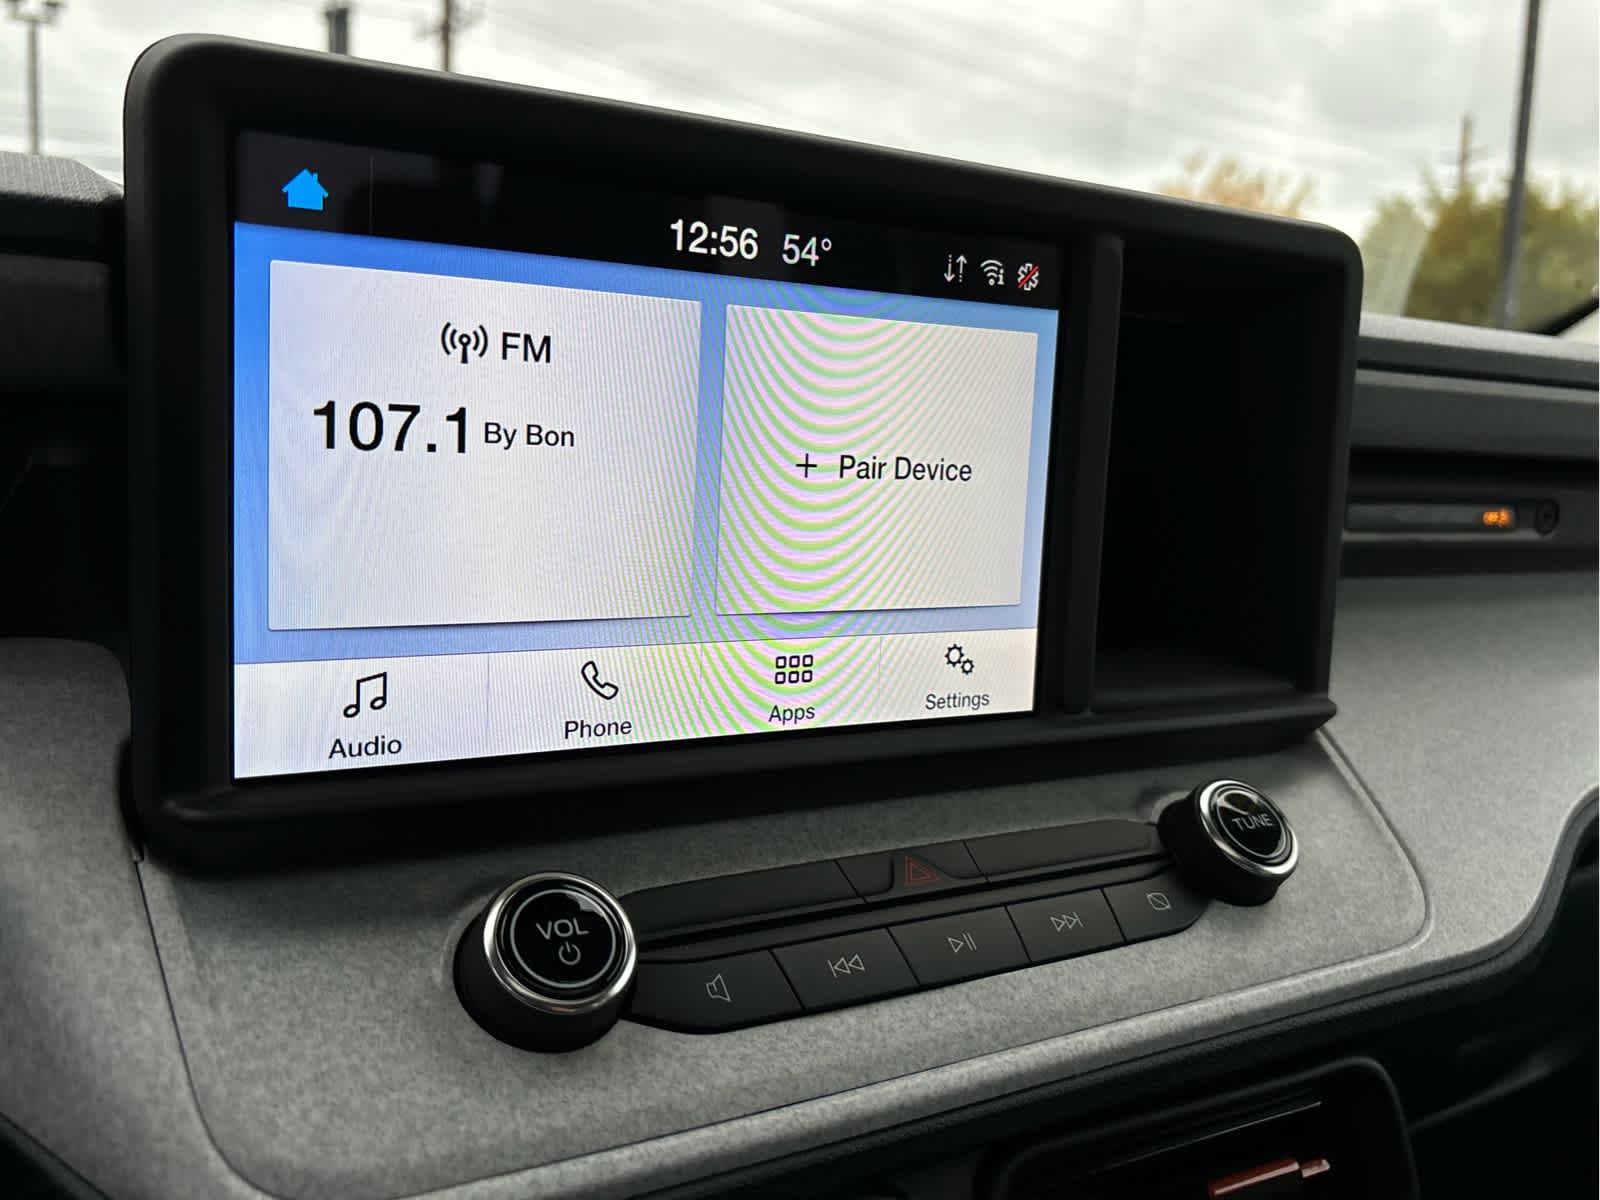 12:56 54°
FM
107.1 By Bon
+ Pair Device
Audio
Phone
Apps
Settings
TUNE
VOL